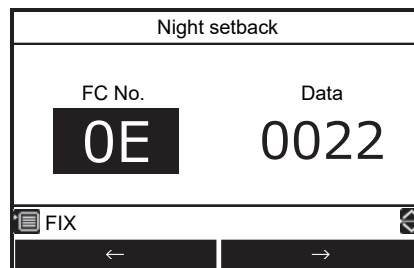 Night setback
FC No. Data
0E 0022
FIX
← →